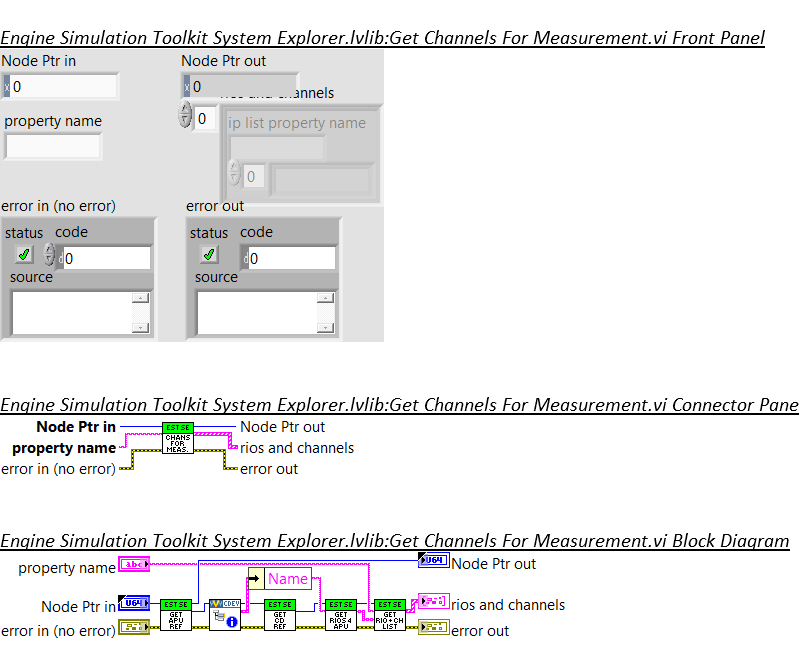 Engine Simulation Toolkit System Explorer.lvlib:Get Channels For Measurement.vi Front Panel
Node Ptr in
Node Ptr out
x 0
x 0
rios and channels
property name
0
ip list property name
0
error in (no error)
error out
status code
status code
d 0
d 0
source
source
Engine Simulation Toolkit System Explorer.lvlib:Get Channels For Measurement.vi Connector Pane
Node Ptr in
EST SE
Node Ptr out
property name
CHANS
FOR
MEAS.
rios and channels
error in (no error)
error out
Engine Simulation Toolkit System Explorer.lvlib:Get Channels For Measurement.vi Block Diagram
property name
abc
U64
Node Ptr out
Name
Node Ptr in
U64
EST SE
GET
APU
REF
CDEV
i
EST SE
GET
CD
REF
EST SE
GET
RIOS 4
APU
EST SE
GET
RIO+CH
LIST
rios and channels
error in (no error)
error out